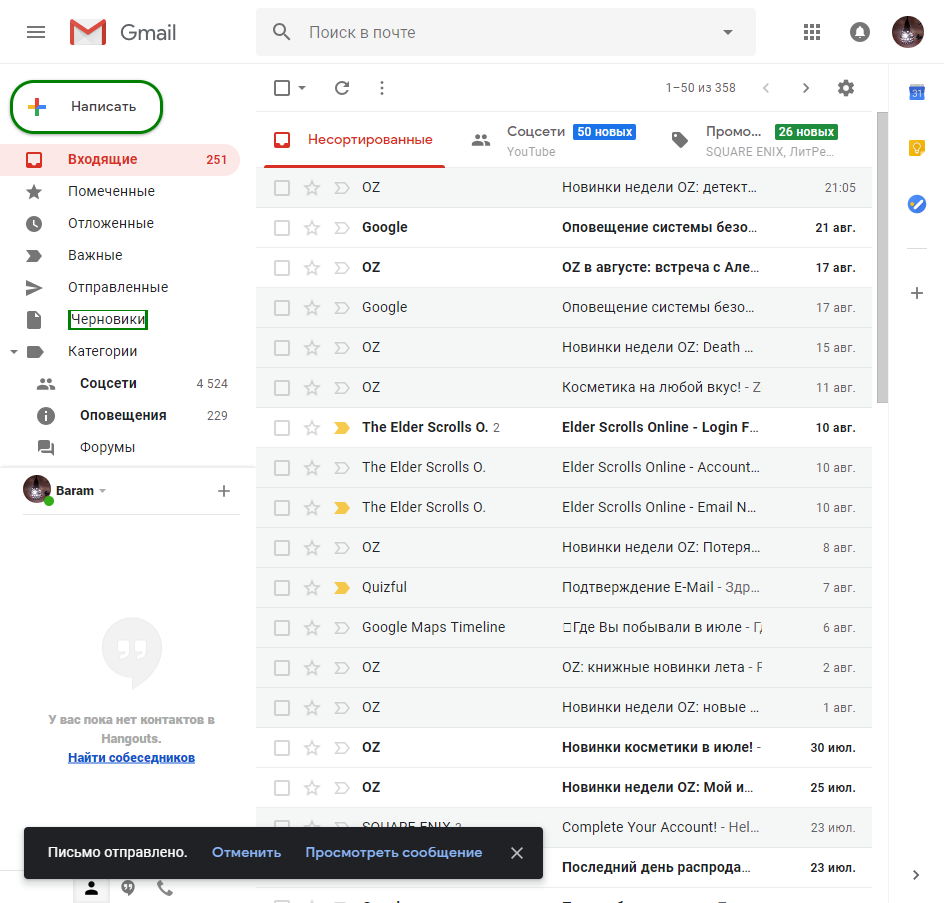 Gmail
Поиск в почте
Написать
Входящие 251
Помеченные
Отложенные
Важные
Отправленные
Черновики
Категории
Соцсети 4 524
Оповещения 229
Форумы
Baram
У вас пока нет контактов в
Hangouts.
Найти собеседников
1–50 из 358
Несортированные
Соцсети 50 новых
YouTube
Промо... 26 новых
SQUARE ENIX, ЛитРе...
OZ Новинки недели OZ: детект... 21:05
Google Оповещение системы безо... 21 авг.
OZ OZ в августе: встреча с Але... 17 авг.
Google Оповещение системы безо... 17 авг.
OZ Новинки недели OZ: Death ... 15 авг.
OZ Косметика на любой вкус! - Z 11 авг.
The Elder Scrolls O. 2 Elder Scrolls Online - Login F... 10 авг.
The Elder Scrolls O. Elder Scrolls Online - Account... 10 авг.
The Elder Scrolls O. Elder Scrolls Online - Email N... 10 авг.
OZ Новинки недели OZ: Потеря... 8 авг.
Quizful Подтверждение E-Mail - Здр... 7 авг.
Google Maps Timeline Где Вы побывали в июле - 6 авг.
OZ OZ: книжные новинки лета - 2 авг.
OZ Новинки недели OZ: новые ... 1 авг.
OZ Новинки косметики в июле! - 30 июл.
OZ Новинки недели OZ: Мой и... 25 июл.
SQUARE ENIX 2 Complete Your Account! - Hel... 23 июл.
Последний день распрода... 23 июл.
Письмо отправлено. Отменить Просмотреть сообщение
31